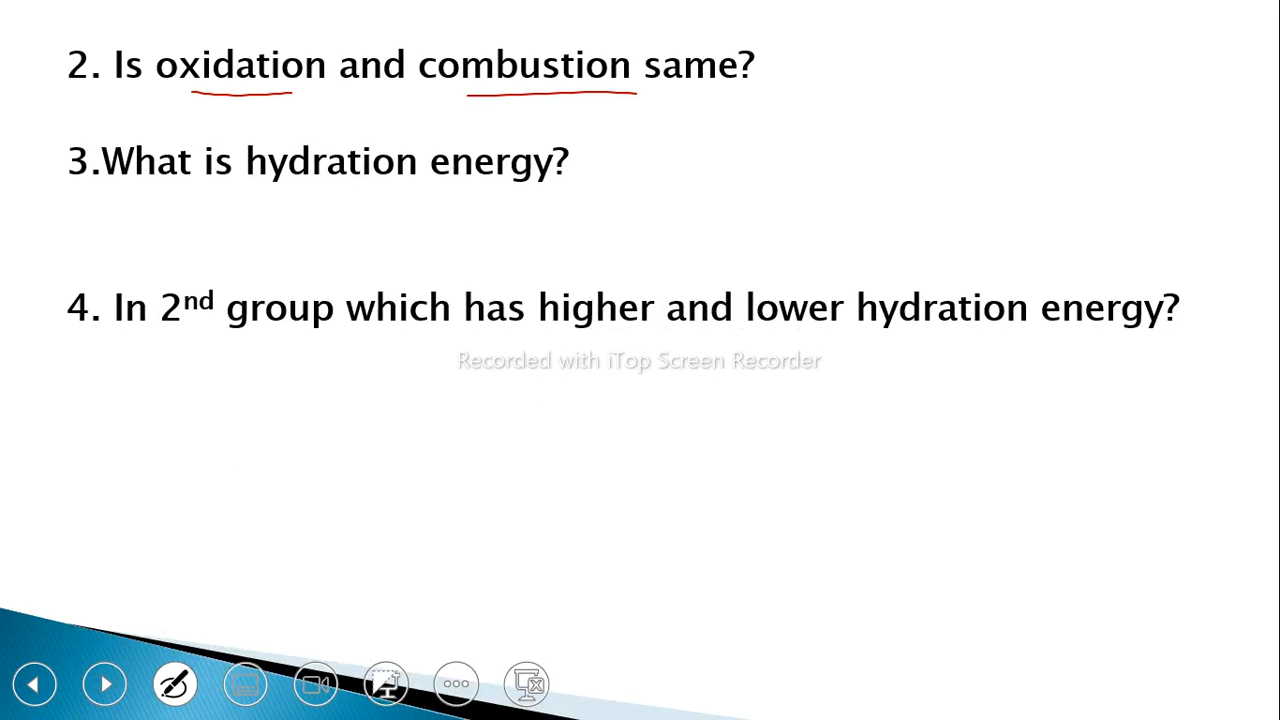 2. Is oxidation and combustion same?
3.What is hydration energy?
4. In 2nd group which has higher and lower hydration energy?
Recorded with iTop Screen Recorder